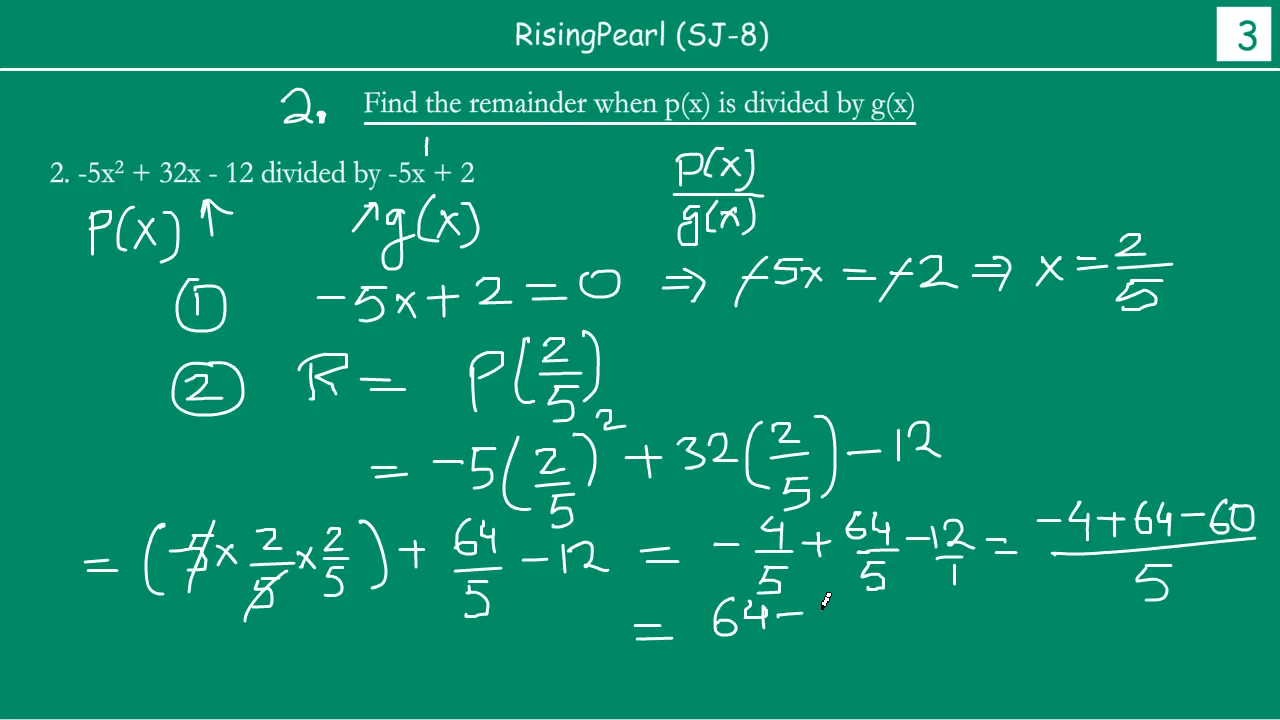 RisingPearl (SJ-8)
3
2. Find the remainder when p(x) is divided by g(x)
2. -5x² + 32x - 12 divided by -5x¹ + 2
P(x) ↑ ↗ g(x) p(x)/g(x)
① -5x + 2 = 0 ⇒ -5x = -2 ⇒ x = 2/5
② R = P(2/5)
= -5(2/5)² + 32(2/5) - 12
= (-5 × 2/5 × 2/5) + 64/5 - 12 = -4/5 + 64/5 - 12/1 = -4+64-60/5
= 64-